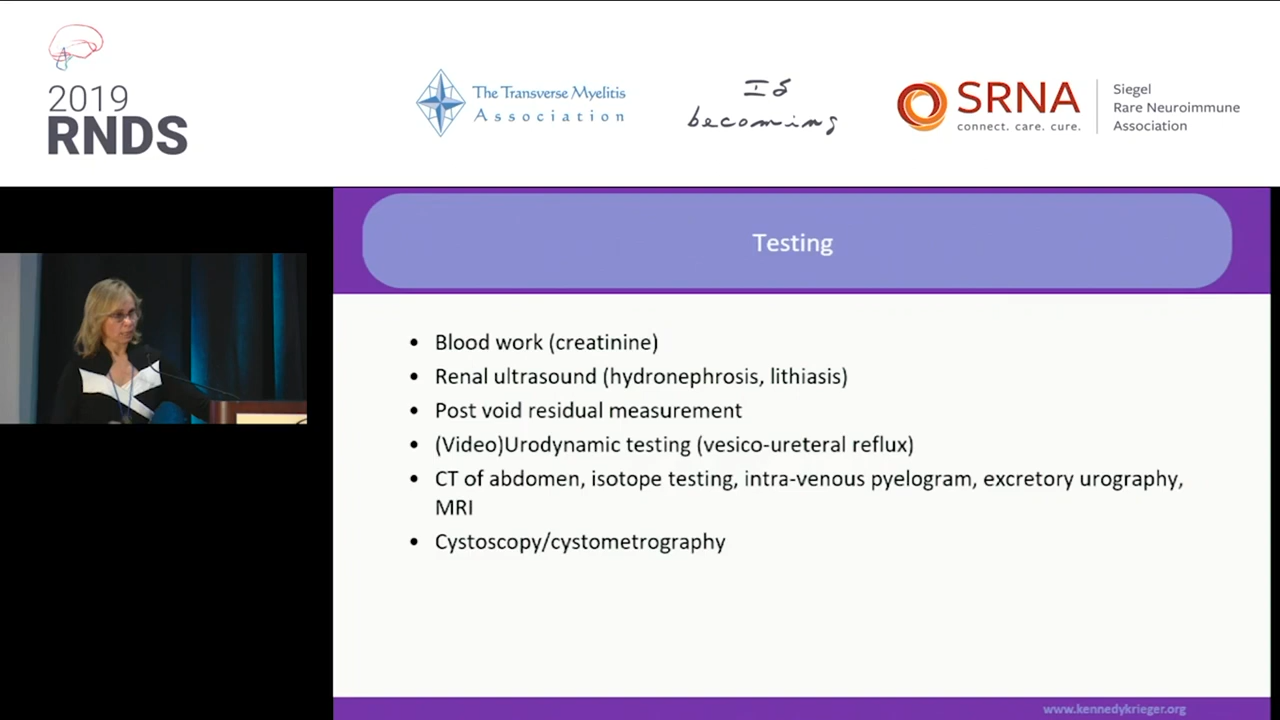 2019
RNDS
The Transverse Myelitis
Association
Is
becoming
SRNA
connect. care. cure.
Siegel
Rare Neuroimmune
Association
Testing
• Blood work (creatinine)
• Renal ultrasound (hydronephrosis, lithiasis)
• Post void residual measurement
• (Video)Urodynamic testing (vesico-ureteral reflux)
• CT of abdomen, isotope testing, intra-venous pyelogram, excretory urography,
MRI
• Cystoscopy/cystometrography
www.kennedykrieger.org